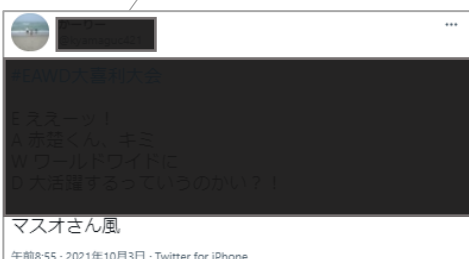 #EAWD大喜利大会
E ええーッ！
A 赤楚くん、キミ
W ワールドワイドに
D 大活躍するっていうのかい？！
マスオさん風
午前8:55 · 2021年10月3日 · Twitter for iPhone